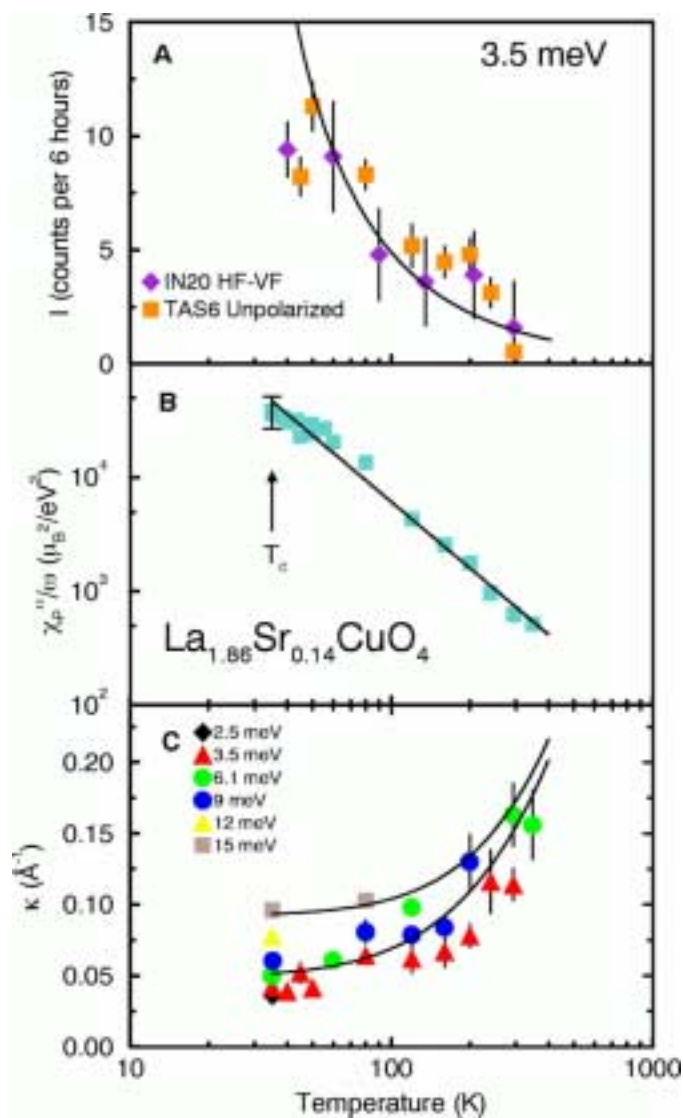 15
A
3.5 meV
10
I (counts per 6 hours)
5
IN20 HF-VF
TAS6 Unpolarized
0
B
10⁴
χₚ''/ω (μ_B²/eV²)
T_c
10³
La₁.₈₆Sr₀.₁₄CuO₄
10²
C
2.5 meV
3.5 meV
6.1 meV
9 meV
12 meV
15 meV
0.20
0.15
κ (Å⁻¹)
0.10
0.05
0.00
10
100
1000
Temperature (K)